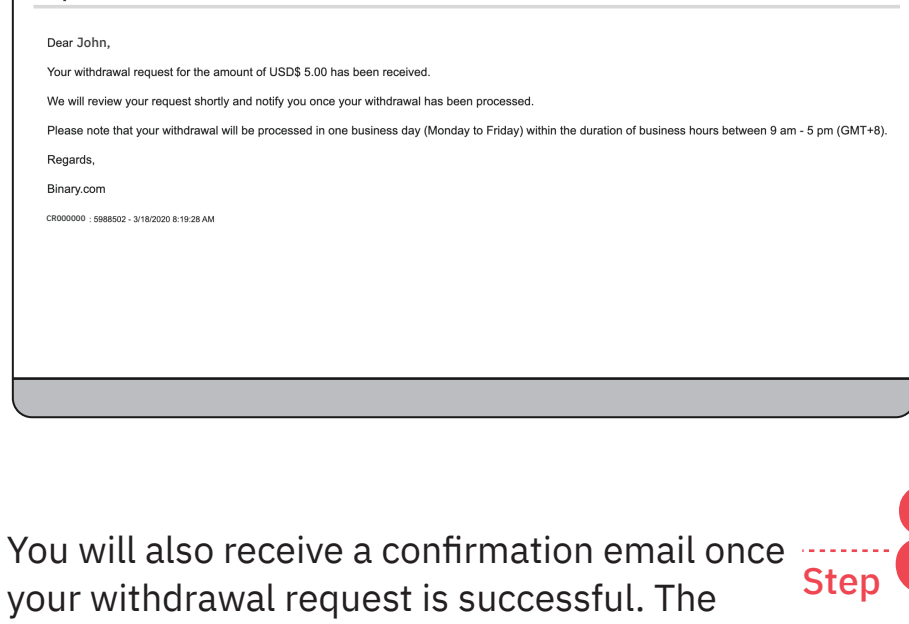 Dear John,
Your withdrawal request for the amount of USD$ 5.00 has been received.
We will review your request shortly and notify you once your withdrawal has been processed.
Please note that your withdrawal will be processed in one business day (Monday to Friday) within the duration of business hours between 9 am - 5 pm (GMT+8).
Regards,
Binary.com
CR000000 : 5988502 - 3/18/2020 8:19:28 AM
You will also receive a confirmation email once
your withdrawal request is successful. The
Step